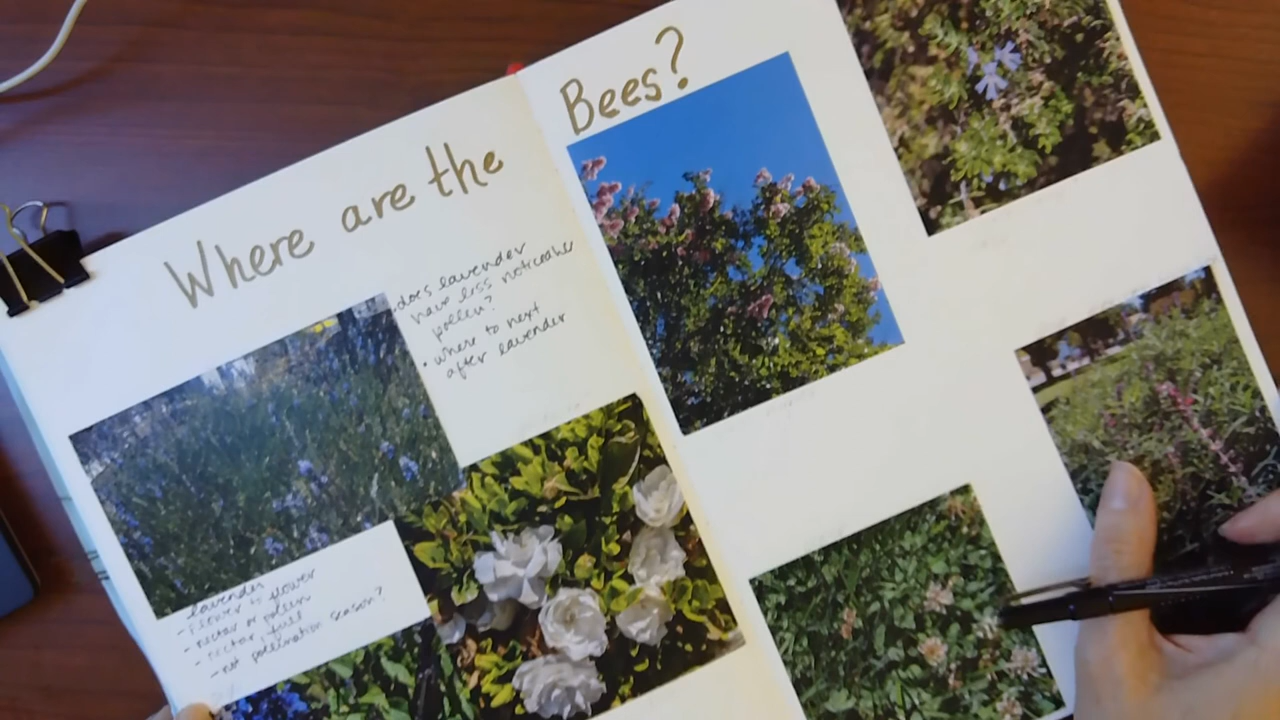 Where are the Bees?
· does lavender
have less noticeable
pollen?
· where to next
after lavender
lavender
- flower
- nectar or pollen
- nectar, full
- not pollination season?